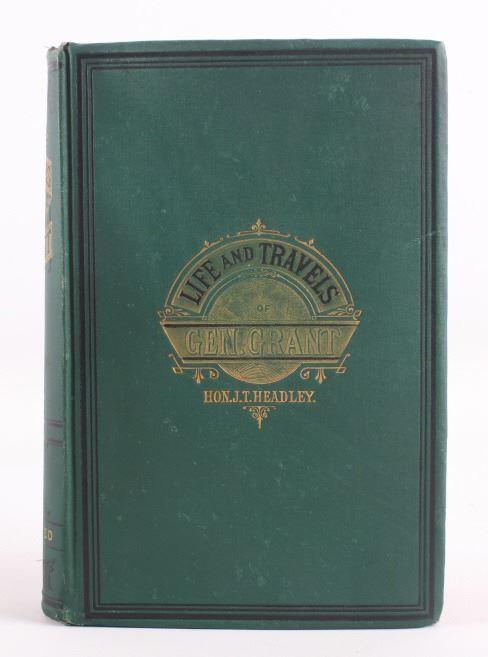 LIFE AND TRAVELS
OF
GEN. GRANT
HON. J. T. HEADLEY.